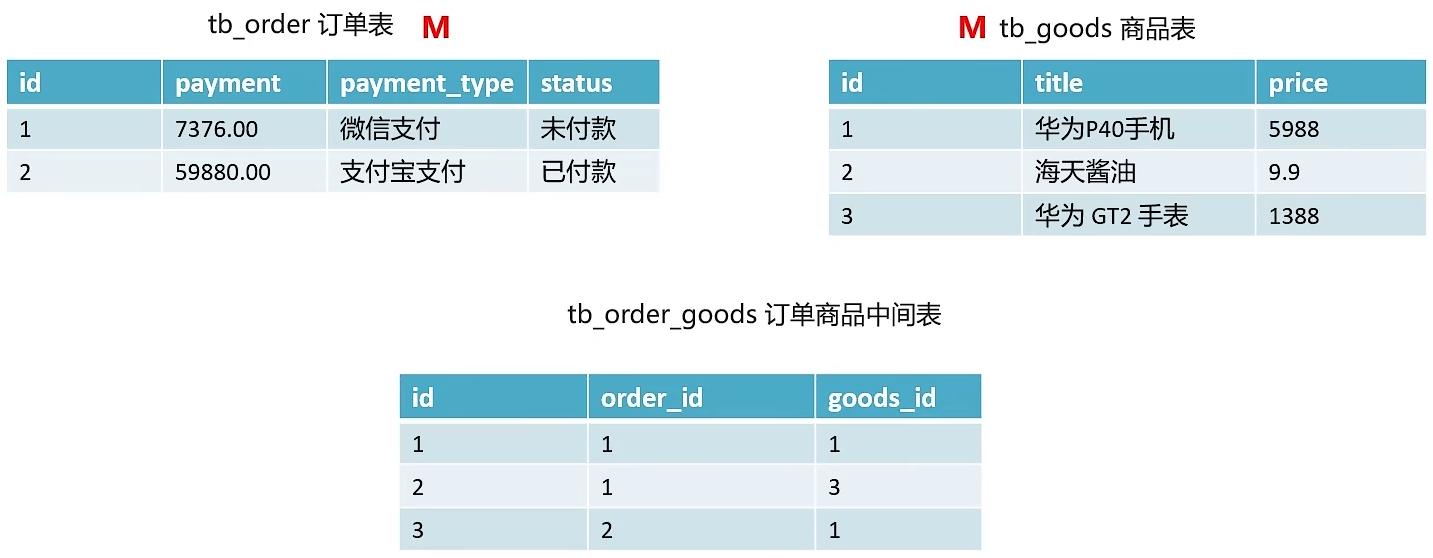 tb_order 订单表 M
id payment payment_type status
1 7376.00 微信支付 未付款
2 59880.00 支付宝支付 已付款
M tb_goods 商品表
id title price
1 华为P40手机 5988
2 海天酱油 9.9
3 华为 GT2 手表 1388
tb_order_goods 订单商品中间表
id order_id goods_id
1 1 1
2 1 3
3 2 1